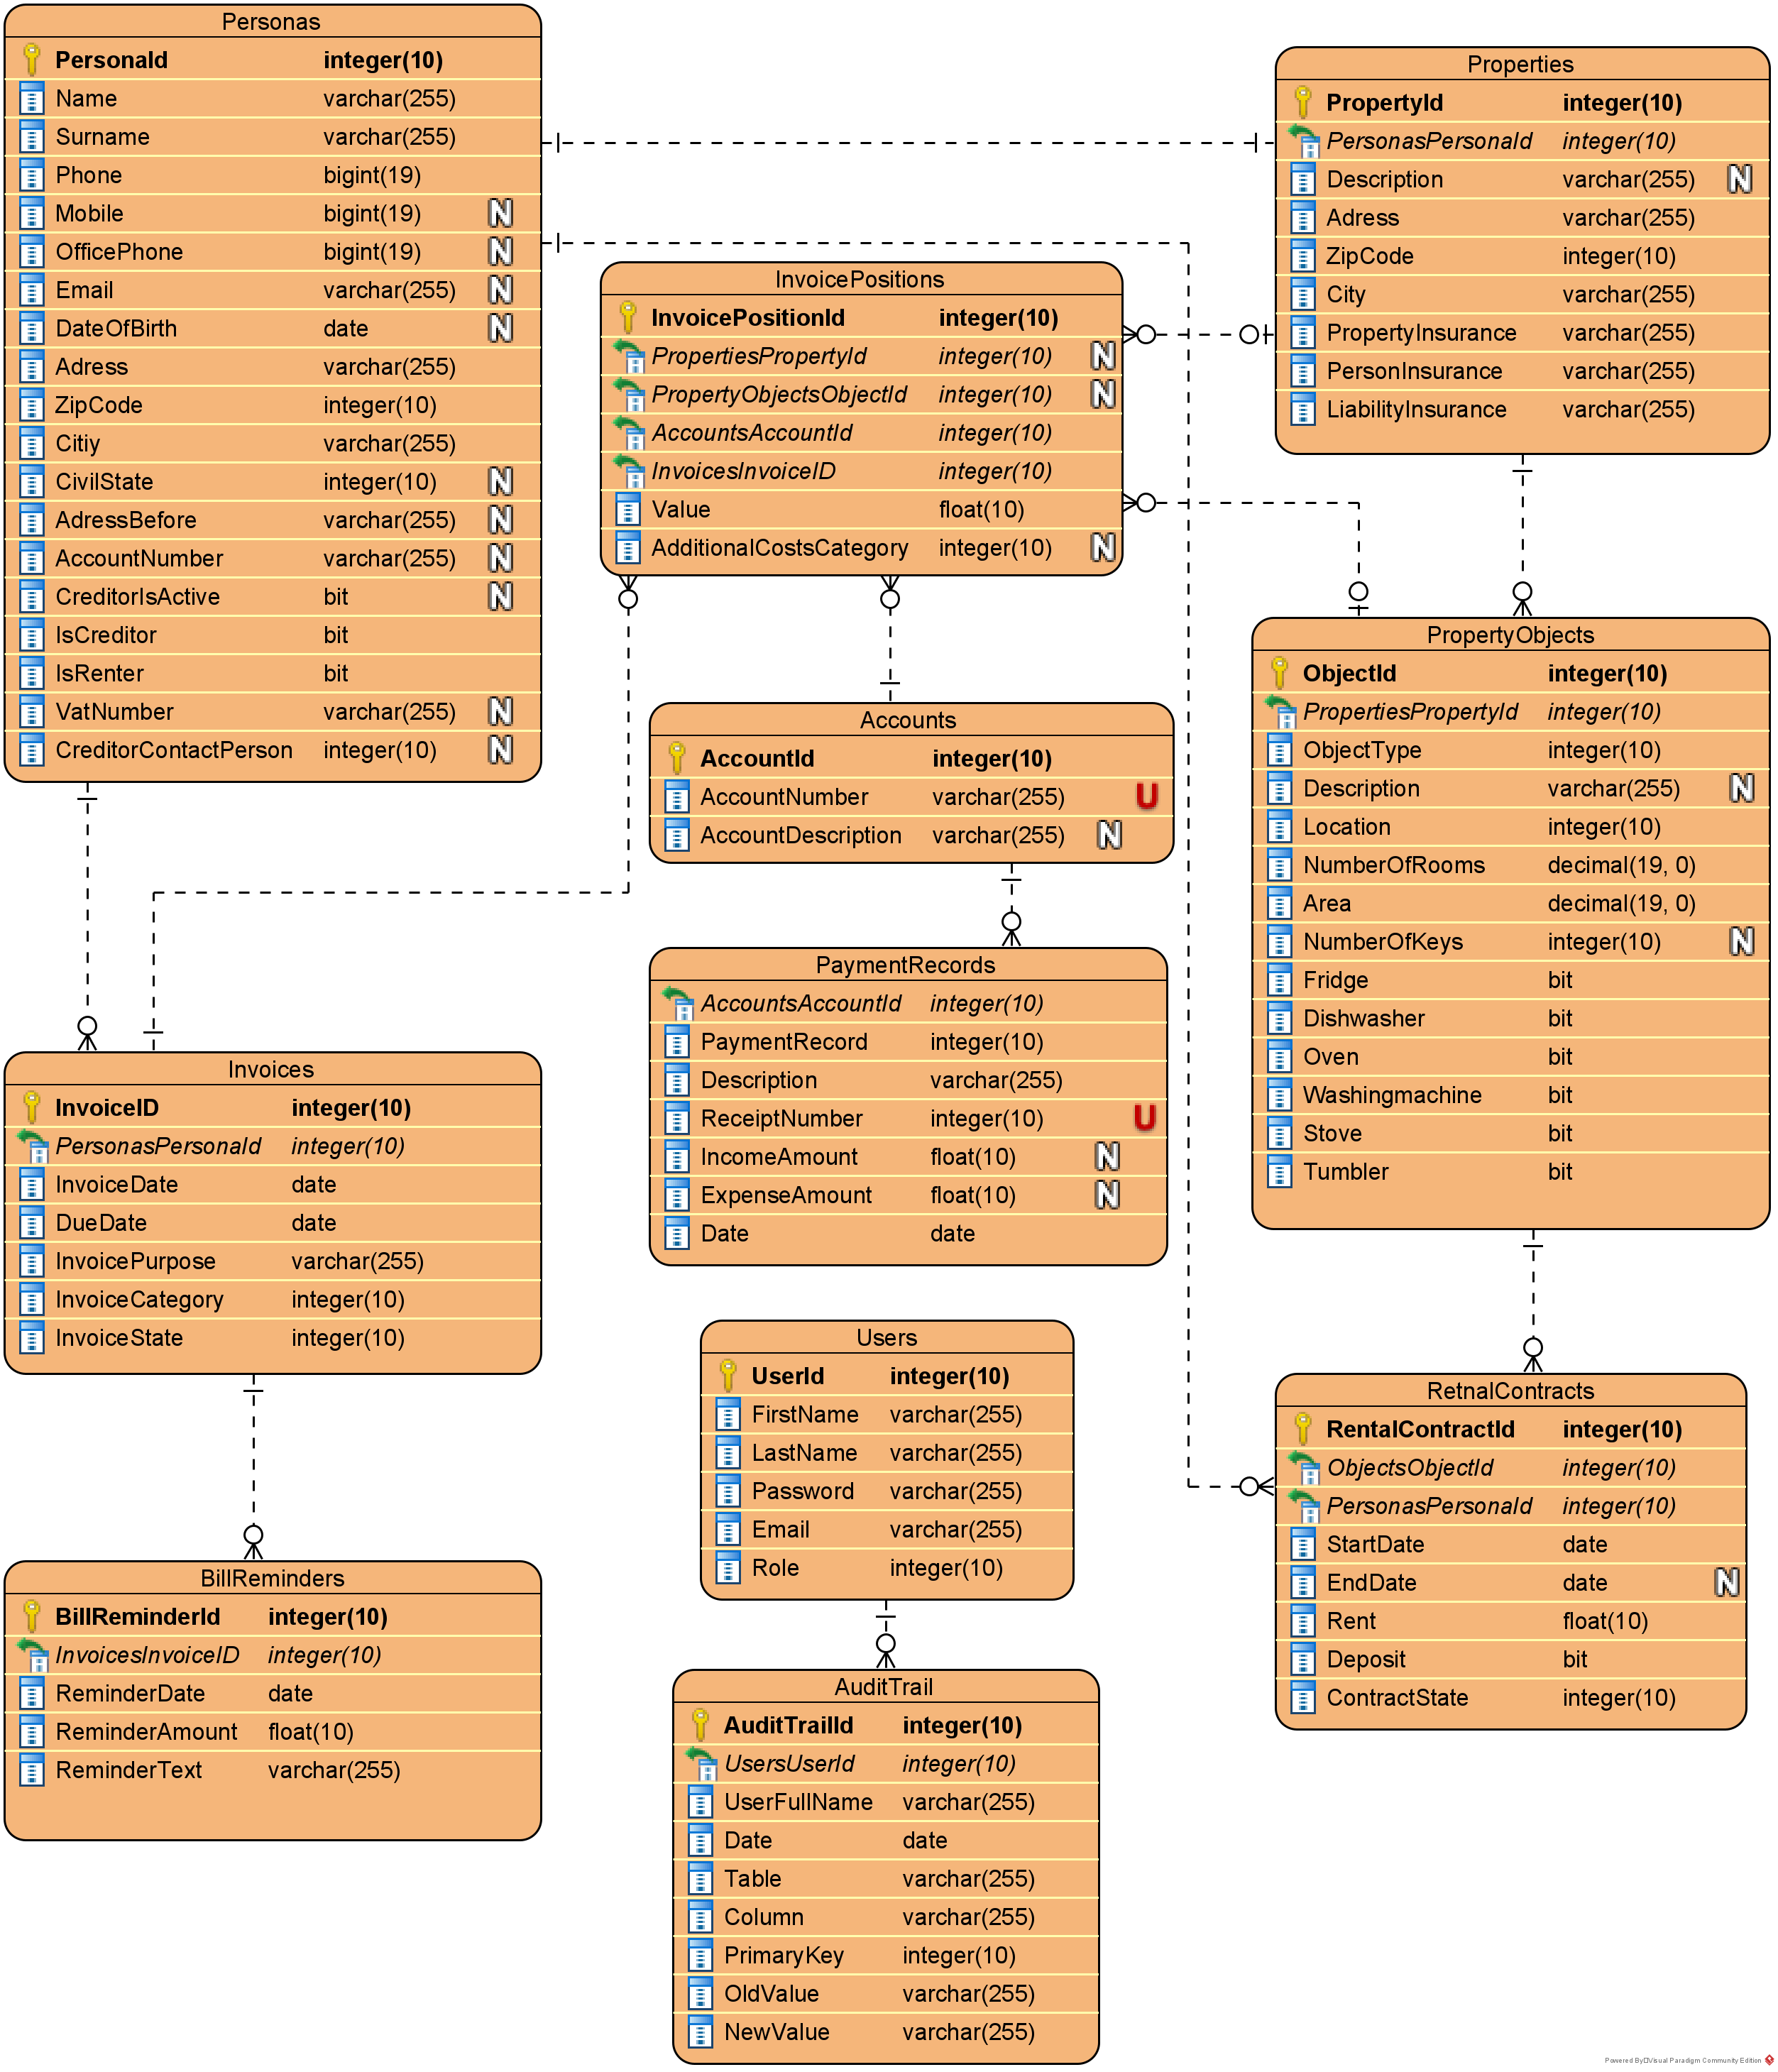 Personas
PersonaId integer(10)
Name varchar(255)
Surname varchar(255)
Phone bigint(19)
Mobile bigint(19) N
OfficePhone bigint(19) N
Email varchar(255) N
DateOfBirth date N
Adress varchar(255)
ZipCode integer(10)
Citiy varchar(255)
CivilState integer(10) N
AdressBefore varchar(255) N
AccountNumber varchar(255) N
CreditorIsActive bit N
IsCreditor bit
IsRenter bit
VatNumber varchar(255) N
CreditorContactPerson integer(10) N
Properties
PropertyId integer(10)
PersonasPersonaId integer(10)
Description varchar(255) N
Adress varchar(255)
ZipCode integer(10)
City varchar(255)
PropertyInsurance varchar(255)
PersonInsurance varchar(255)
LiabilityInsurance varchar(255)
InvoicePositions
InvoicePositionId integer(10)
PropertiesPropertyId integer(10) N
PropertyObjectsObjectId integer(10) N
AccountsAccountId integer(10)
InvoicesInvoiceID integer(10)
Value float(10)
AdditionalCostsCategory integer(10) N
PropertyObjects
ObjectId integer(10)
PropertiesPropertyId integer(10)
ObjectType integer(10)
Description varchar(255) N
Location integer(10)
NumberOfRooms decimal(19, 0)
Area decimal(19, 0)
NumberOfKeys integer(10) N
Fridge bit
Dishwasher bit
Oven bit
Washingmachine bit
Stove bit
Tumbler bit
Accounts
AccountId integer(10)
AccountNumber varchar(255) U
AccountDescription varchar(255) N
PaymentRecords
AccountsAccountId integer(10)
PaymentRecord integer(10)
Description varchar(255)
ReceiptNumber integer(10) U
IncomeAmount float(10) N
ExpenseAmount float(10) N
Date date
Invoices
InvoiceID integer(10)
PersonasPersonaId integer(10)
InvoiceDate date
DueDate date
InvoicePurpose varchar(255)
InvoiceCategory integer(10)
InvoiceState integer(10)
Users
UserId integer(10)
FirstName varchar(255)
LastName varchar(255)
Password varchar(255)
Email varchar(255)
Role integer(10)
RetnalContracts
RentalContractId integer(10)
ObjectsObjectId integer(10)
PersonasPersonaId integer(10)
StartDate date
EndDate date N
Rent float(10)
Deposit bit
ContractState integer(10)
BillReminders
BillReminderId integer(10)
InvoicesInvoiceID integer(10)
ReminderDate date
ReminderAmount float(10)
ReminderText varchar(255)
AuditTrail
AuditTrailId integer(10)
UsersUserId integer(10)
UserFullName varchar(255)
Date date
Table varchar(255)
Column varchar(255)
PrimaryKey integer(10)
OldValue varchar(255)
NewValue varchar(255)
Powered By Visual Paradigm Community Edition